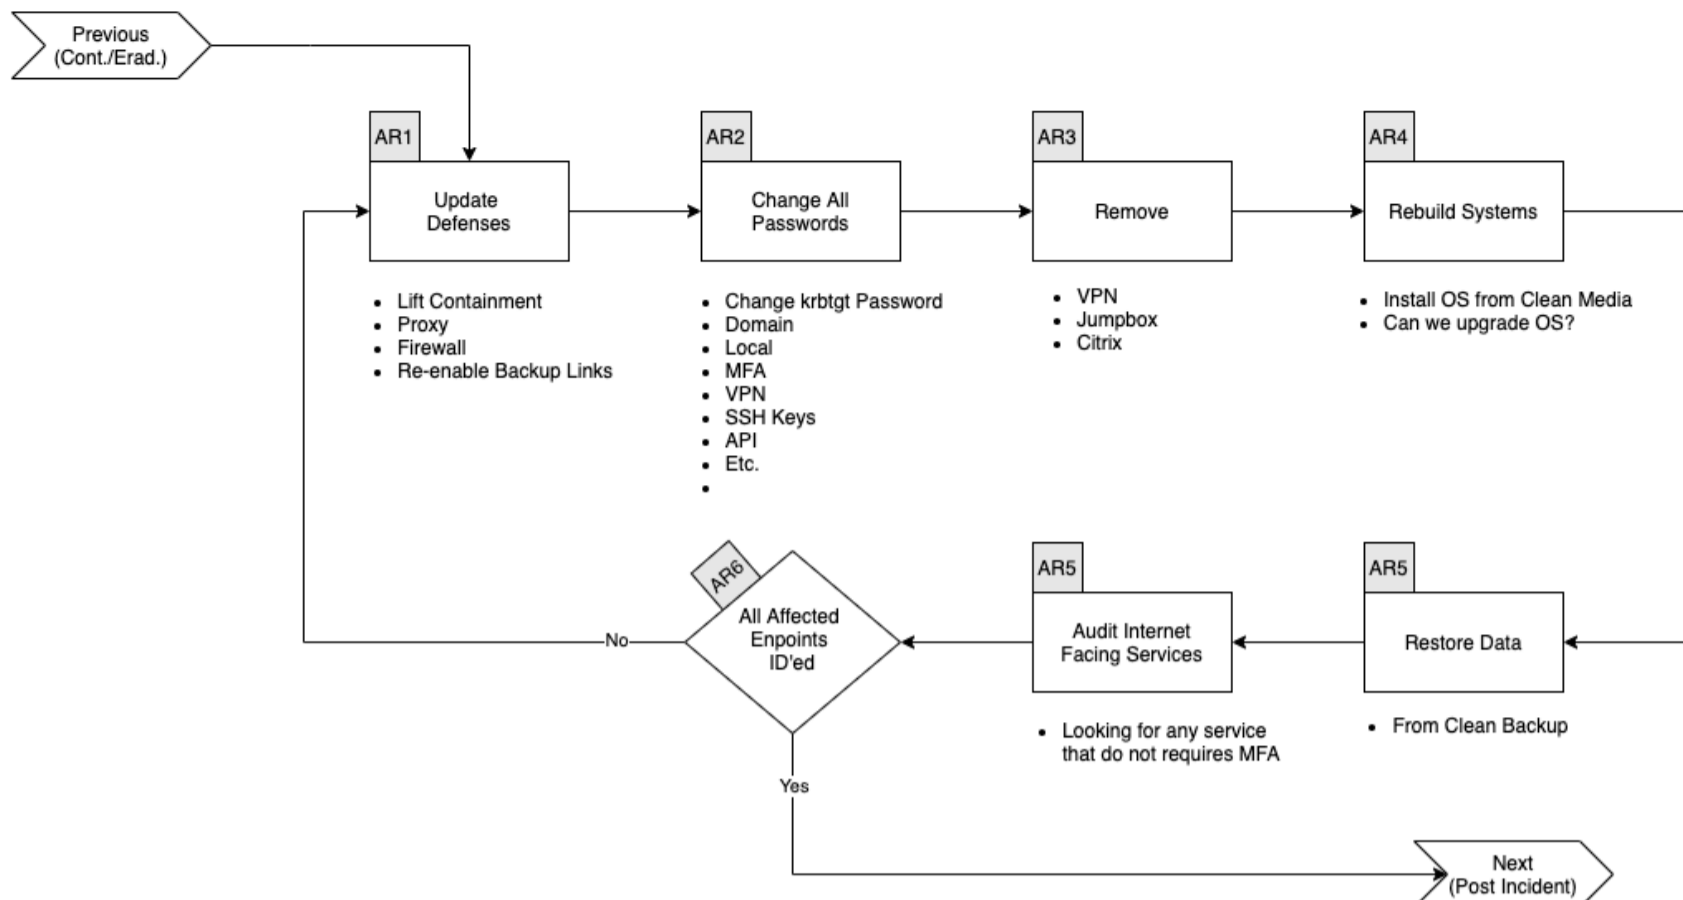 Previous
(Cont./Erad.)
AR1
Update
Defenses
• Lift Containment
• Proxy
• Firewall
• Re-enable Backup Links
AR2
Change All
Passwords
• Change krbtgt Password
• Domain
• Local
• MFA
• VPN
• SSH Keys
• API
• Etc.
•
AR3
Remove
• VPN
• Jumpbox
• Citrix
AR4
Rebuild Systems
• Install OS from Clean Media
• Can we upgrade OS?
AR5
Restore Data
• From Clean Backup
AR5
Audit Internet
Facing Services
• Looking for any service
that do not requires MFA
AR6
All Affected
Enpoints
ID'ed
No
Yes
Next
(Post Incident)